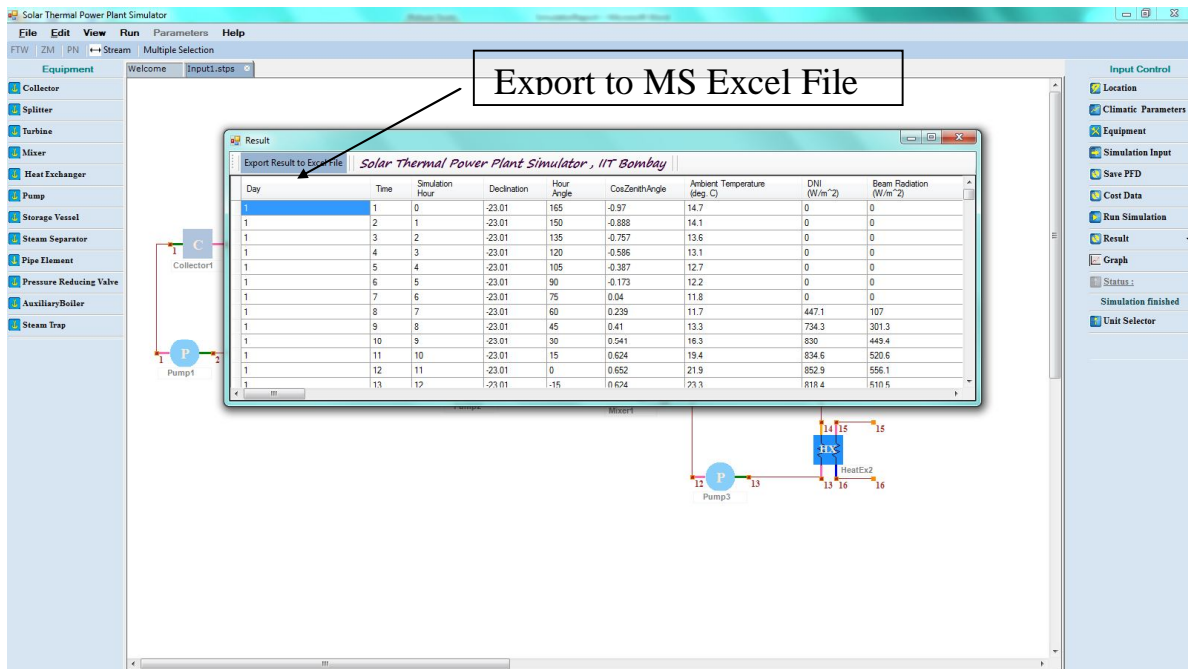 Solar Thermal Power Plant Simulator
File Edit View Run Parameters Help
FTW ZM PN Stream Multiple Selection
Equipment
Collector
Splitter
Turbine
Mixer
Heat Exchanger
Pump
Storage Vessel
Steam Separator
Pipe Element
Pressure Reducing Valve
AuxiliaryBoiler
Steam Trap
Welcome Input1.stps
Export to MS Excel File
Result
Export Result to Excel File Solar Thermal Power Plant Simulator , IIT Bombay
Day Time Simulation Hour Declination Hour Angle CosZenithAngle Ambient Temperature (deg. C) DNI (W/m^2) Beam Radiation (W/m^2)
1 1 0 -23.01 165 -0.97 14.7 0 0
1 2 1 -23.01 150 -0.888 14.1 0 0
1 3 2 -23.01 135 -0.757 13.6 0 0
1 4 3 -23.01 120 -0.586 13.1 0 0
1 5 4 -23.01 105 -0.387 12.7 0 0
1 6 5 -23.01 90 -0.173 12.2 0 0
1 7 6 -23.01 75 0.04 11.8 0 0
1 8 7 -23.01 60 0.239 11.7 447.1 107
1 9 8 -23.01 45 0.41 13.3 734.3 301.3
1 10 9 -23.01 30 0.541 16.3 830 449.4
1 11 10 -23.01 15 0.624 19.4 834.6 520.6
1 12 11 -23.01 0 0.652 21.9 852.9 556.1
1 13 12 -23.01 -15 0.624 23.3 818.4 510.5
C
1
Collector1
P
1 2
Pump1
Pump2
Mixer1
14 15 15
HX
HeatEx2
13 16 16
12 P 13
Pump3
Input Control
Location
Climatic Parameters
Equipment
Simulation Input
Save PFD
Cost Data
Run Simulation
Result
Graph
Status :
Simulation finished
Unit Selector